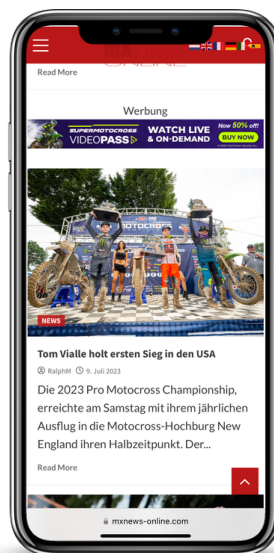 ONLINE
Read More
Werbung
SUPERMOTOCROSS
VIDEOPASS
WATCH LIVE
& ON-DEMAND
Now 50% off!
BUY NOW
NEWS
Tom Vialle holt ersten Sieg in den USA
RalphM 9. Juli 2023
Die 2023 Pro Motocross Championship,
erreichte am Samstag mit ihrem jährlichen
Ausflug in die Motocross-Hochburg New
England ihren Halbzeitpunkt. Der...
Read More
mxnews-online.com